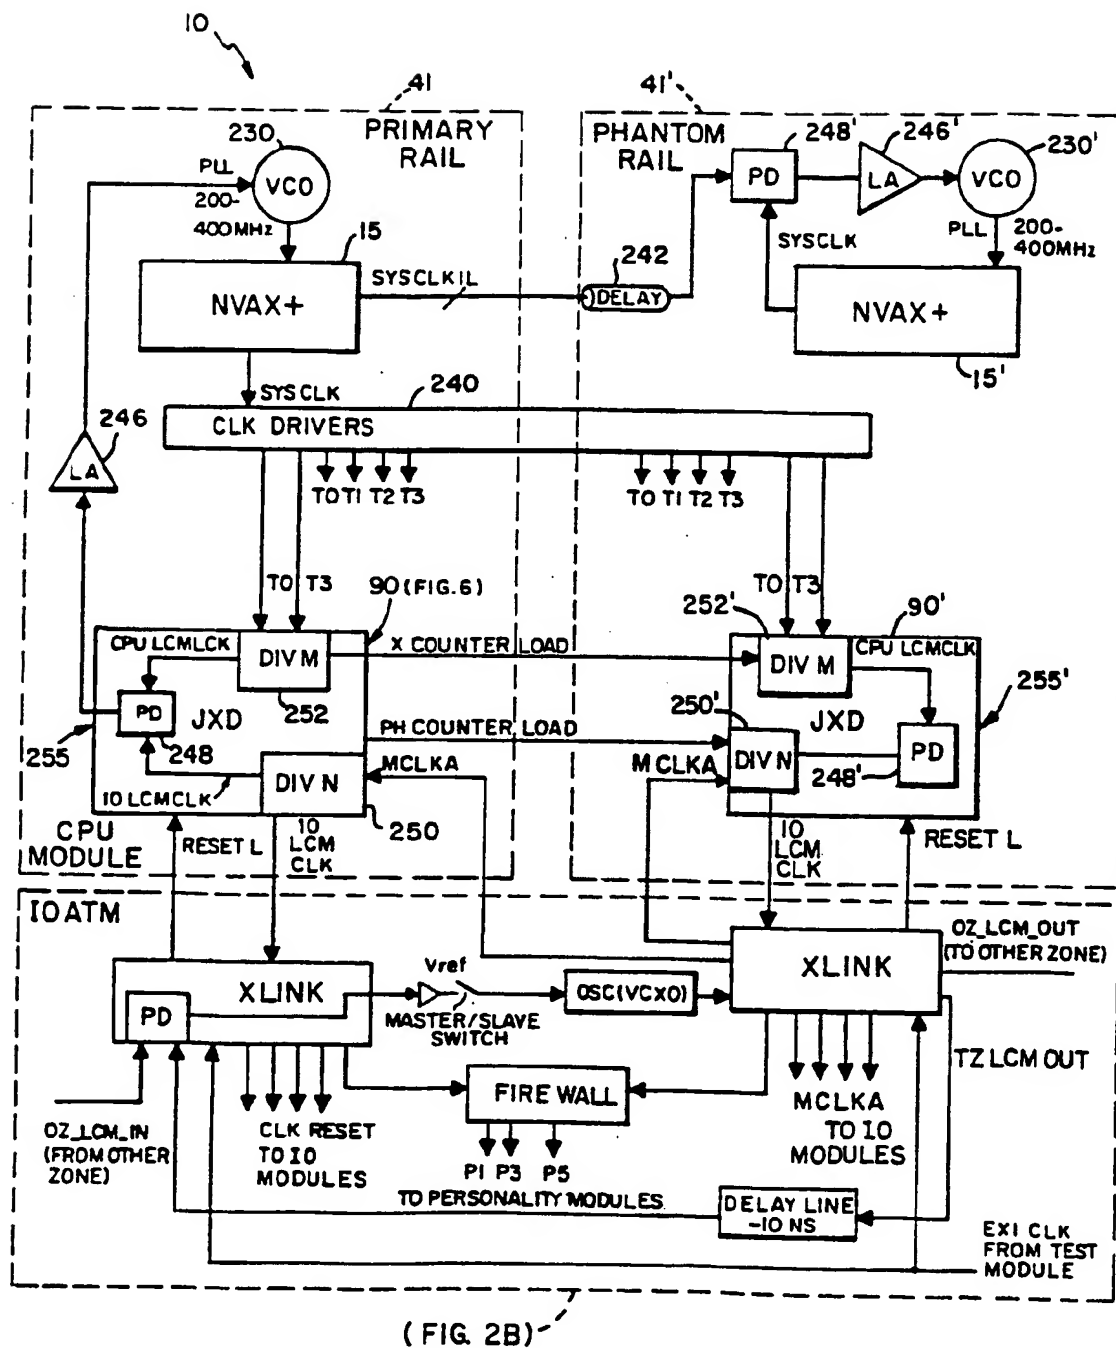 10
41
41'
PRIMARY
RAIL
230
PLL
200-
400MHz
VCO
15
NVAX+
SYSCLK1L
242
DELAY
PHANTOM
RAIL
248'
PD
246'
LA
230'
VCO
SYSCLK
PLL
200-
400MHz
NVAX+
15'
SYSCLK
240
CLK DRIVERS
246
LA
T0 T1 T2 T3
T0 T1 T2 T3
T0 T3
90 (FIG.6)
T0 T3
252'
90'
CPU LCMLCK
DIV M
X COUNTER LOAD
DIV M
CPU LCMCLK
PD
JXD
252
250'
JXD
255'
255
248
PH COUNTER LOAD
PD
MCLKA
DIV N
M CLKA
DIV N
248'
IO LCMCLK
250
CPU
MODULE
RESET L
IO
LCM
CLK
IO
LCM
CLK
RESET L
IO ATM
OZ_LCM_OUT
(TO OTHER
ZONE)
XLINK
PD
Vref
MASTER/SLAVE
SWITCH
OSC(VCXO)
XLINK
TZ LCM OUT
FIRE WALL
OZ_LCM_IN
(FROM OTHER
ZONE)
CLK RESET
TO IO
MODULES
P1 P3 P5
TO PERSONALITY MODULES
MCLKA
TO IO
MODULES
DELAY LINE
-10 NS
EXI CLK
FROM TEST
MODULE
(FIG. 2B)